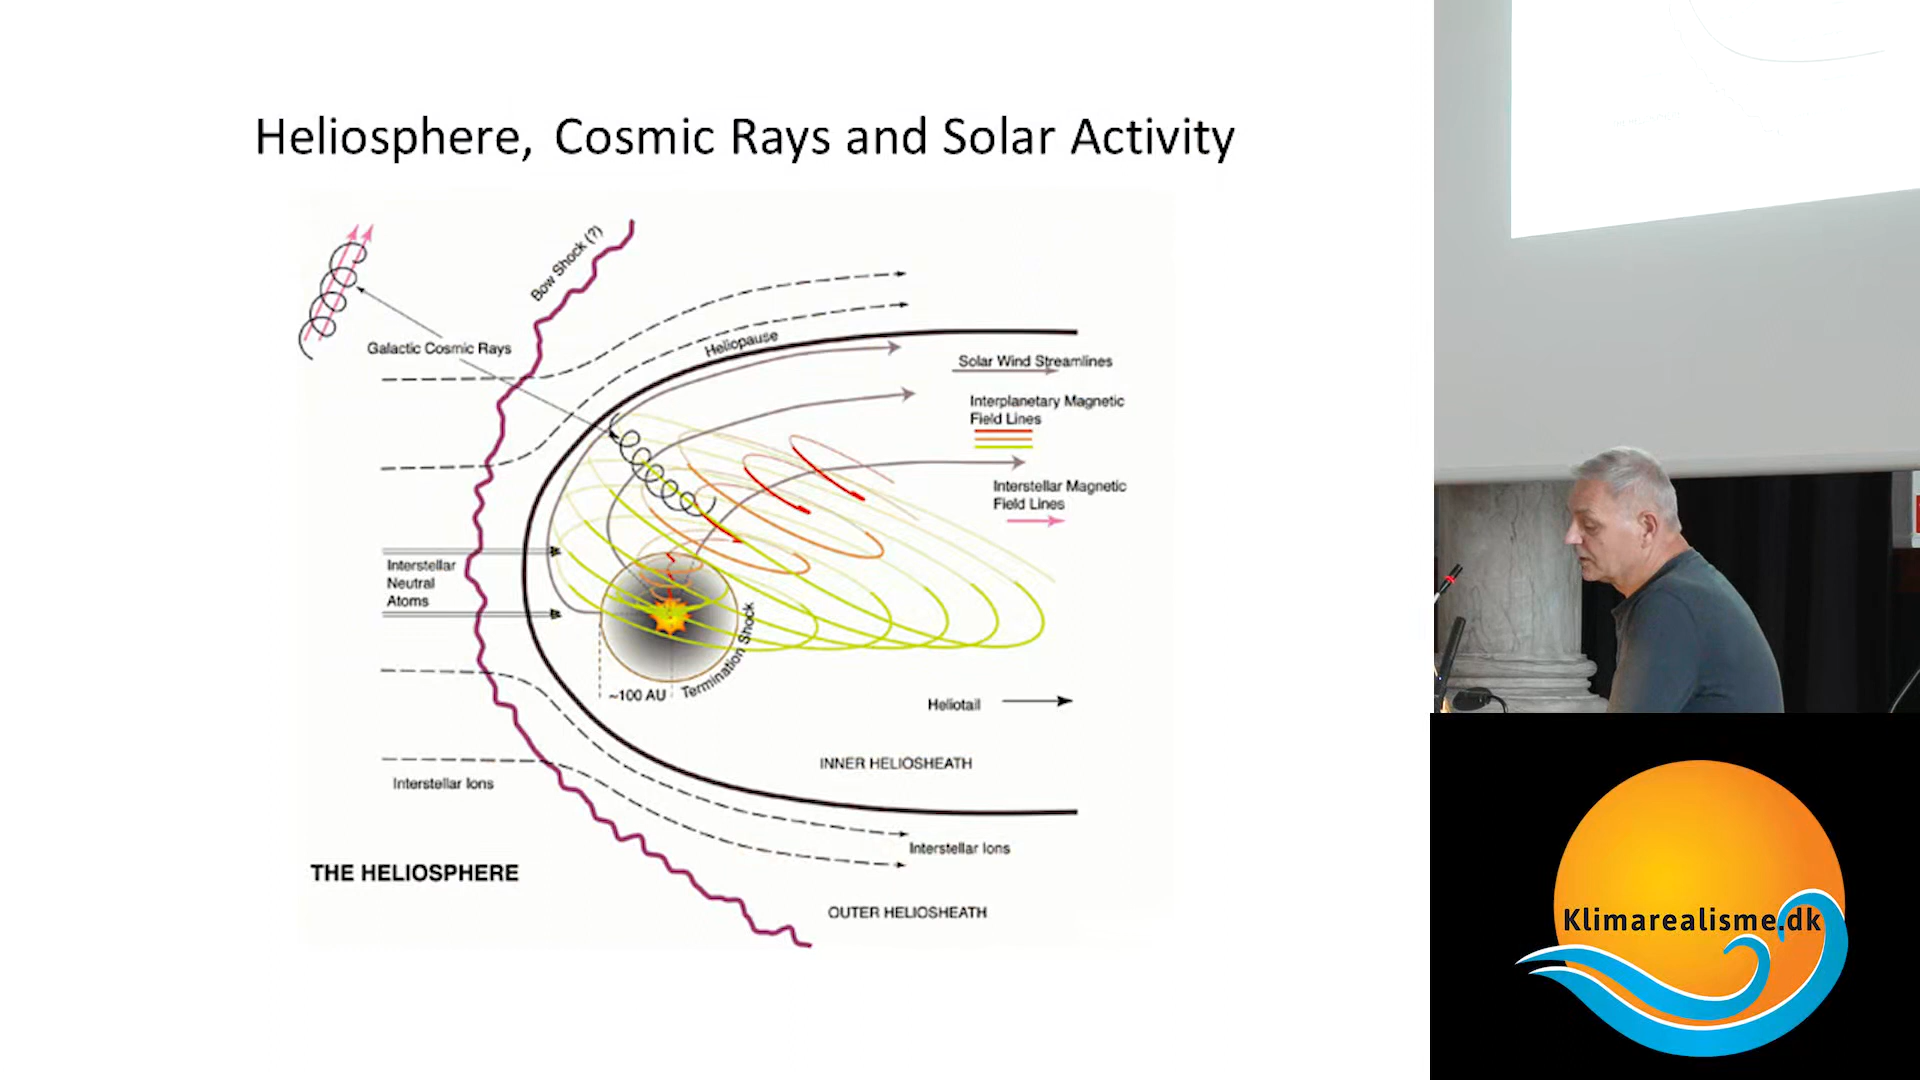 Heliosphere, Cosmic Rays and Solar Activity
Bow Shock (?)
Galactic Cosmic Rays
Heliopause
Solar Wind Streamlines
Interplanetary Magnetic
Field Lines
Interstellar Magnetic
Field Lines
Interstellar
Neutral
Atoms
Termination Shock
~100 AU
Heliotail
INNER HELIOSHEATH
Interstellar Ions
Interstellar Ions
THE HELIOSPHERE
OUTER HELIOSHEATH
Klimarealisme.dk